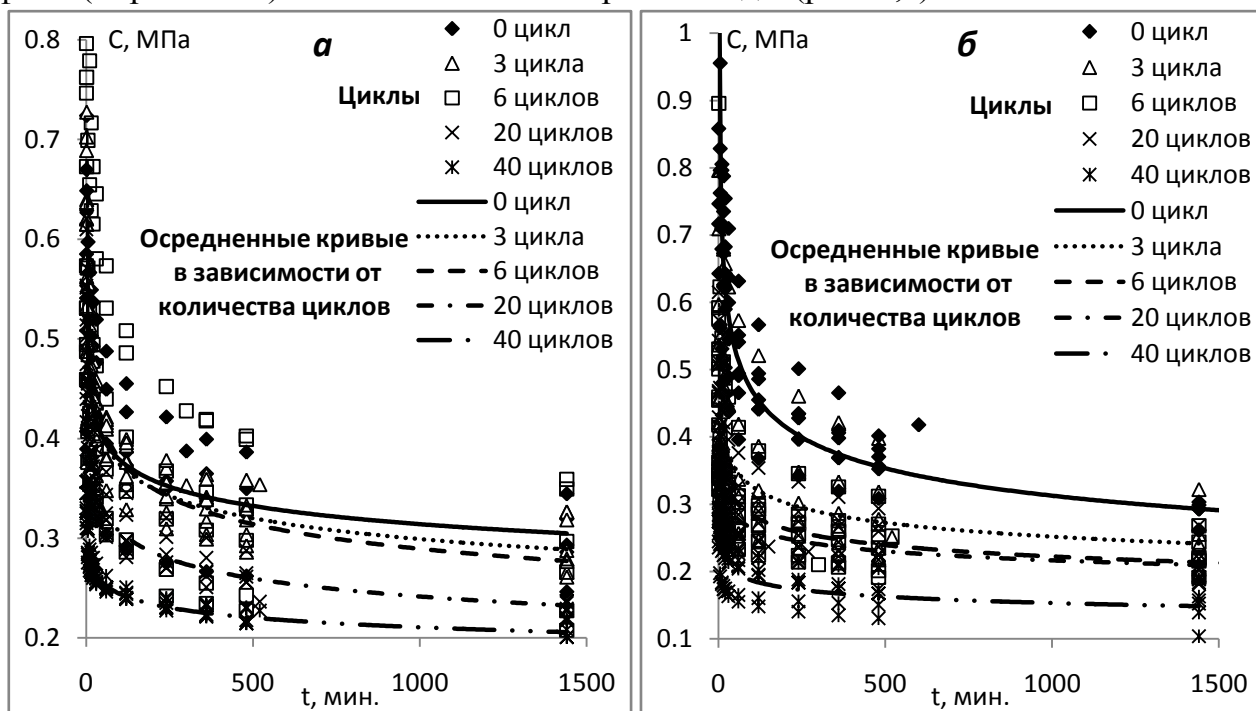 С, МПа
а
0 цикл
3 цикла
Циклы
6 циклов
20 циклов
40 циклов
0 цикл
Осредненные кривые
3 цикла
в зависимости от
6 циклов
количества циклов
20 циклов
40 циклов
0.8
0.7
0.6
0.5
0.4
0.3
0.2
0
500
1000
1500
t, мин.
С, МПа
б
0 цикл
3 цикла
Циклы
6 циклов
20 циклов
40 циклов
0 цикл
Осредненные кривые
3 цикла
в зависимости от
6 циклов
количества циклов
20 циклов
40 циклов
1
0.9
0.8
0.7
0.6
0.5
0.4
0.3
0.2
0.1
0
500
1000
1500
t, мин.